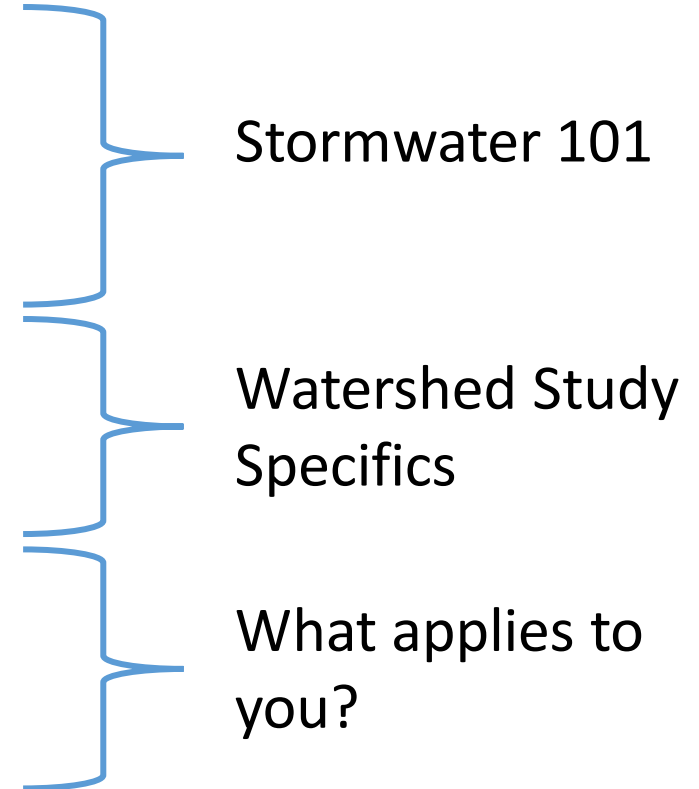 Stormwater 101
Watershed Study
Specifics
What applies to
you?